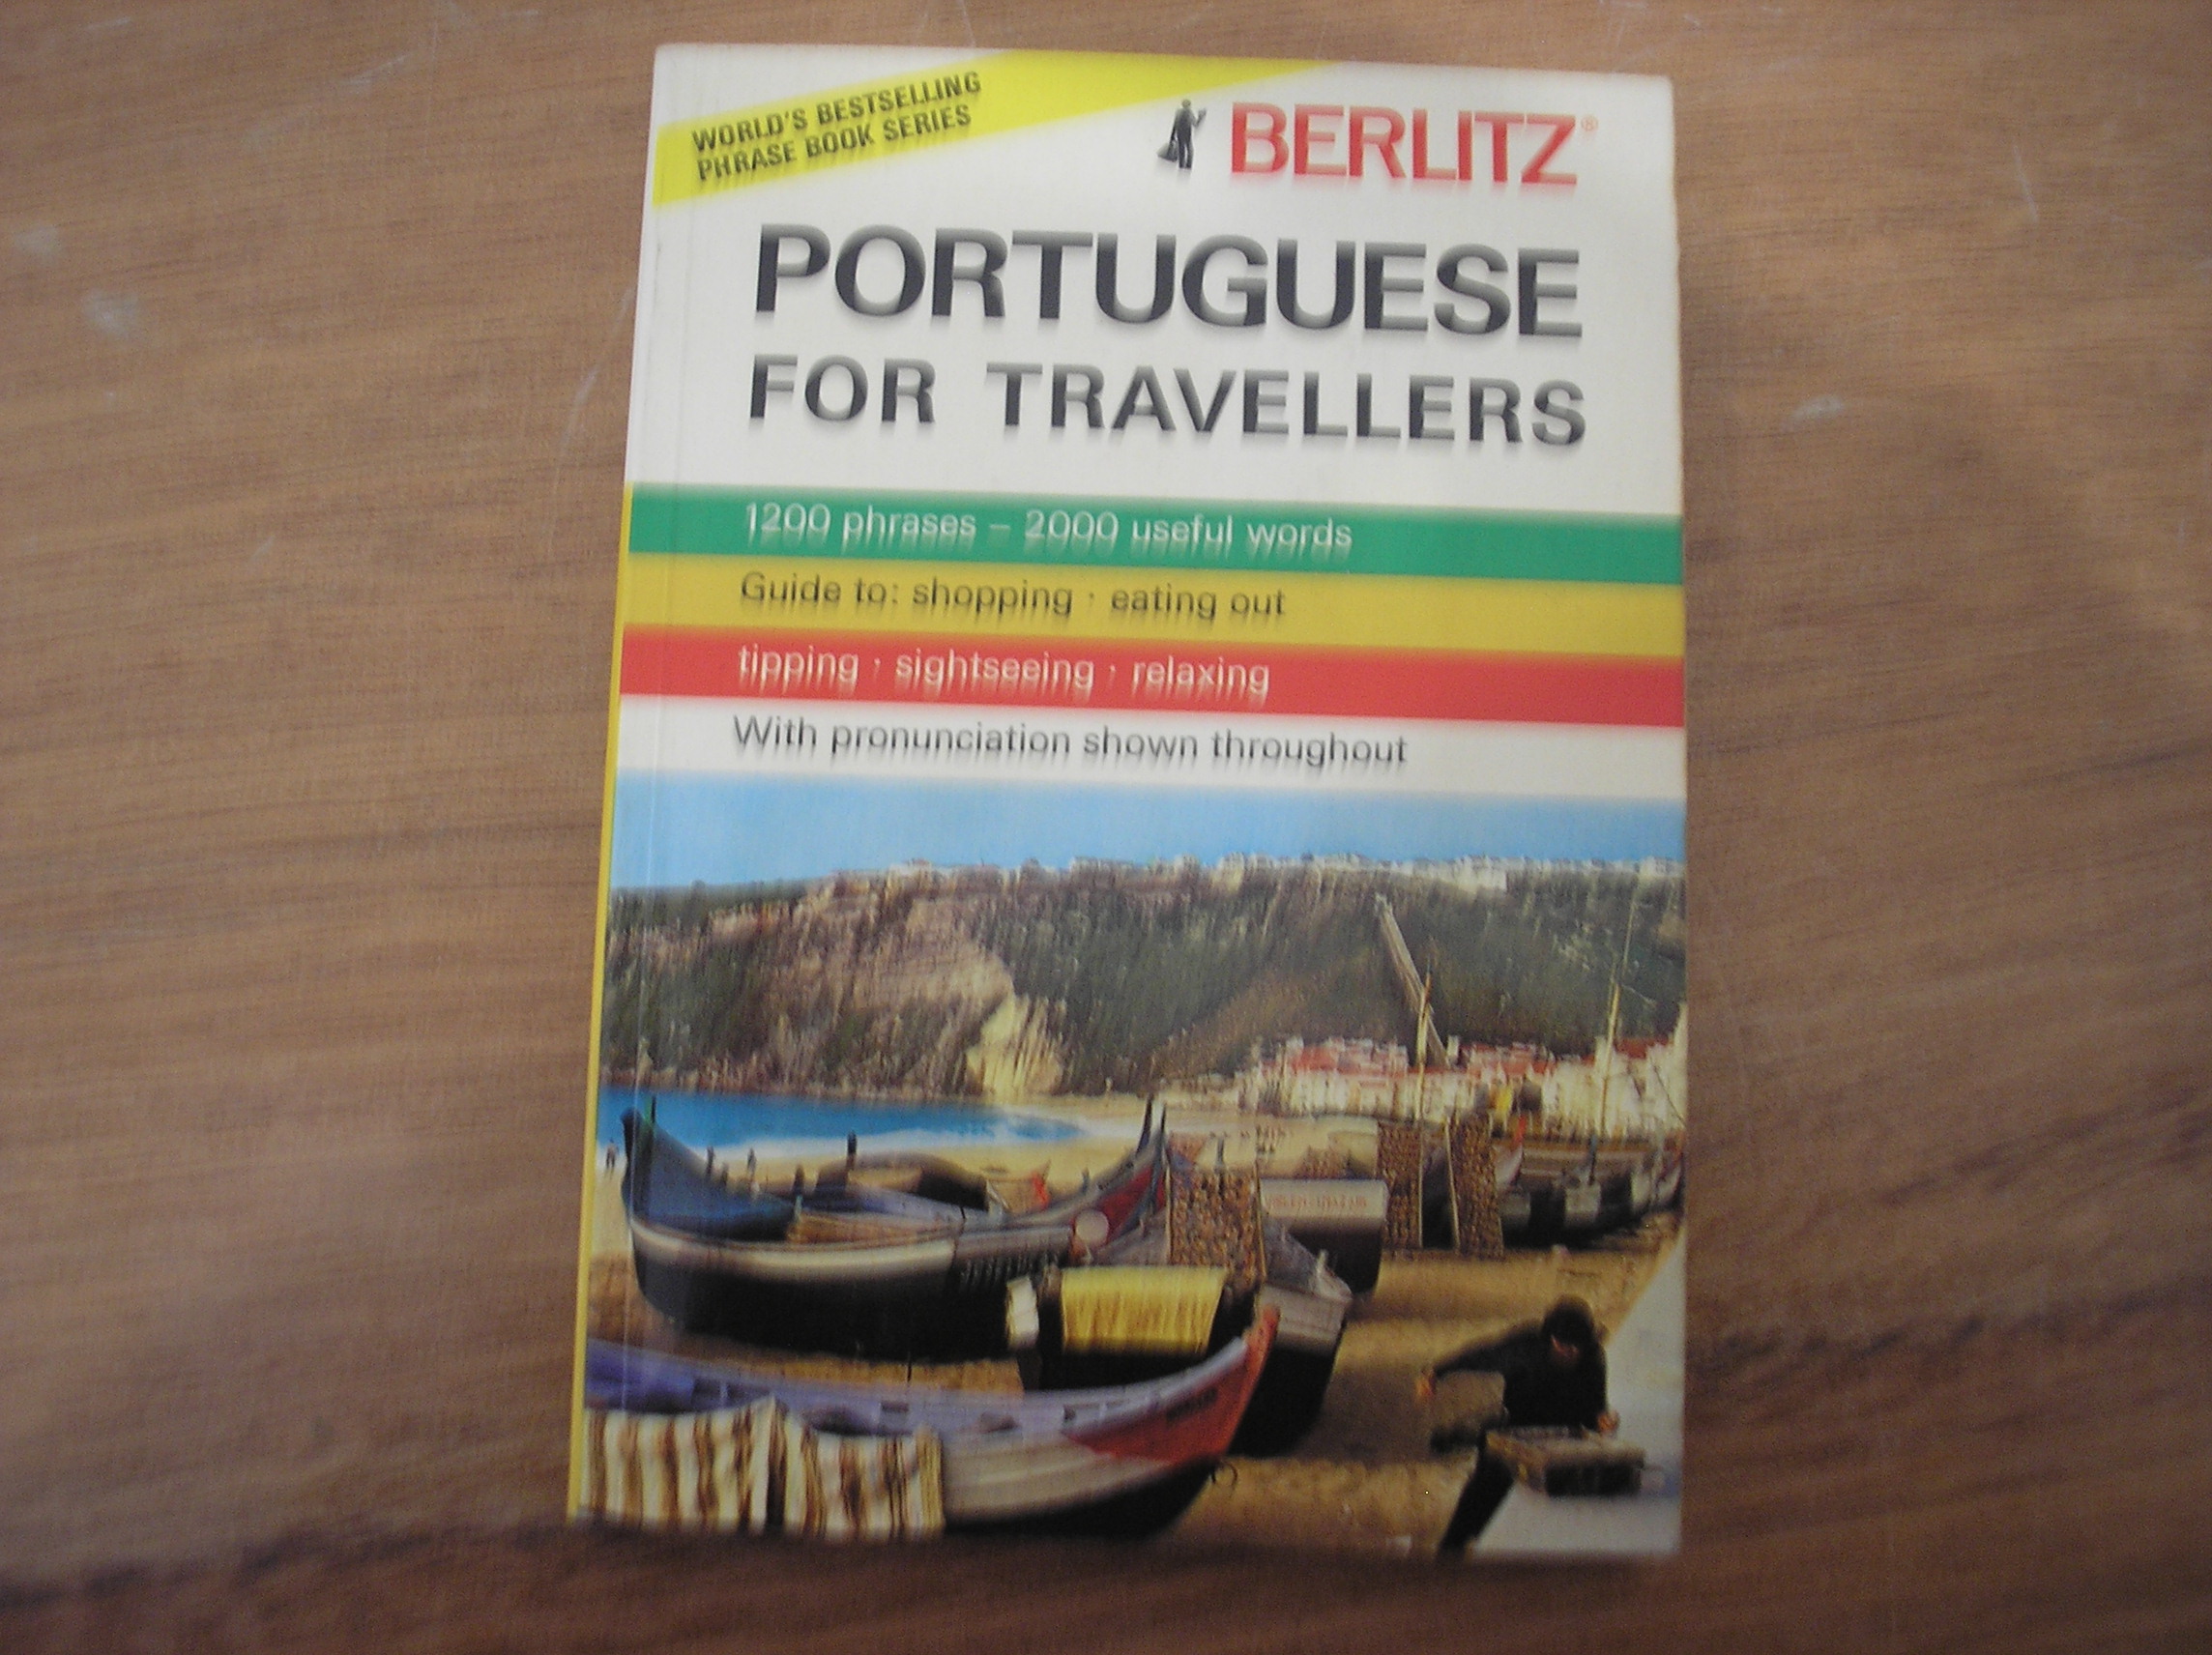 WORLD'S BESTSELLING
PHRASE BOOK SERIES
BERLITZ®
PORTUGUESE
FOR TRAVELLERS
1200 phrases – 2000 useful words
Guide to: shopping · eating out
tipping · sightseeing · relaxing
With pronunciation shown throughout